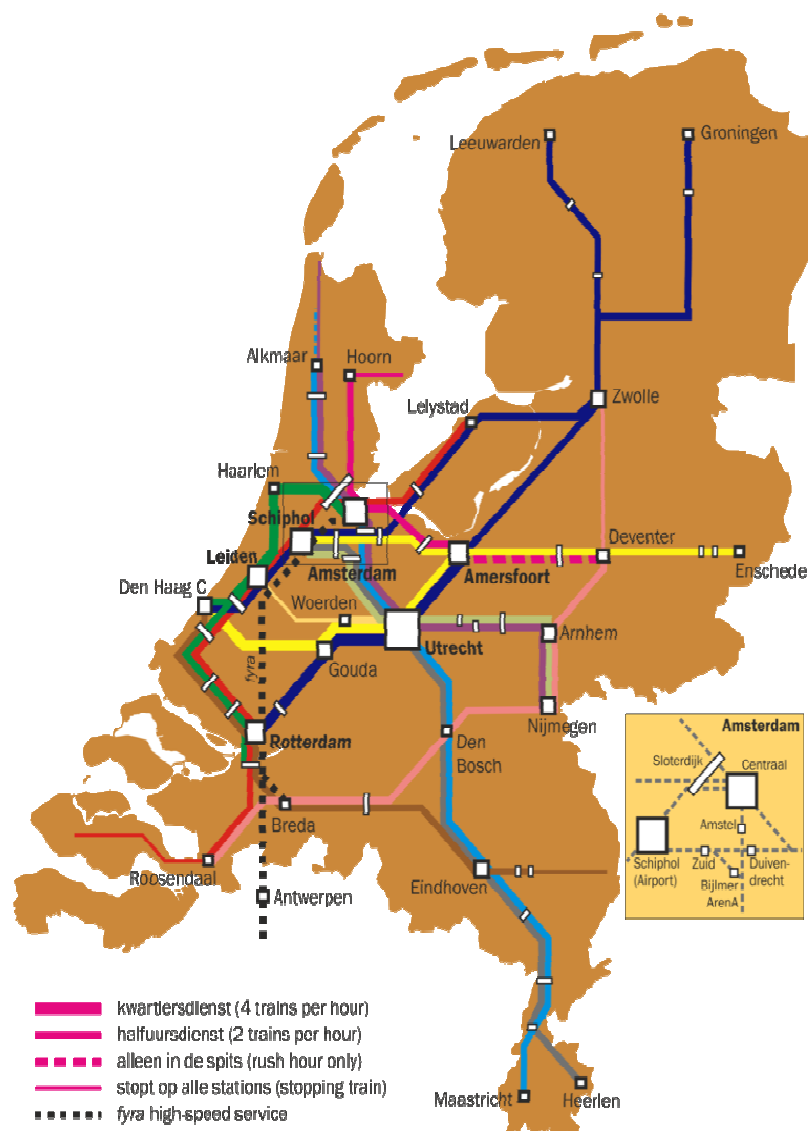 Leeuwarden
Groningen
Alkmaar
Hoorn
Lelystad
Zwolle
Haarlem
Schiphol
Leiden
Amsterdam
Amersfoort
Deventer
Enschede
Den Haag C
Woerden
Utrecht
Arnhem
Gouda
fyra
Nijmegen
Rotterdam
Den
Bosch
Breda
Roosendaal
Eindhoven
Antwerpen
Maastricht
Heerlen
Amsterdam
Sloterdijk
Centraal
Amstel
Schiphol
(Airport)
Zuid
Duiven-
drecht
Bijlmer
ArenA
kwartiersdienst (4 trains per hour)
halfuursdienst (2 trains per hour)
alleen in de spits (rush hour only)
stopt op alle stations (stopping train)
fyra high-speed service